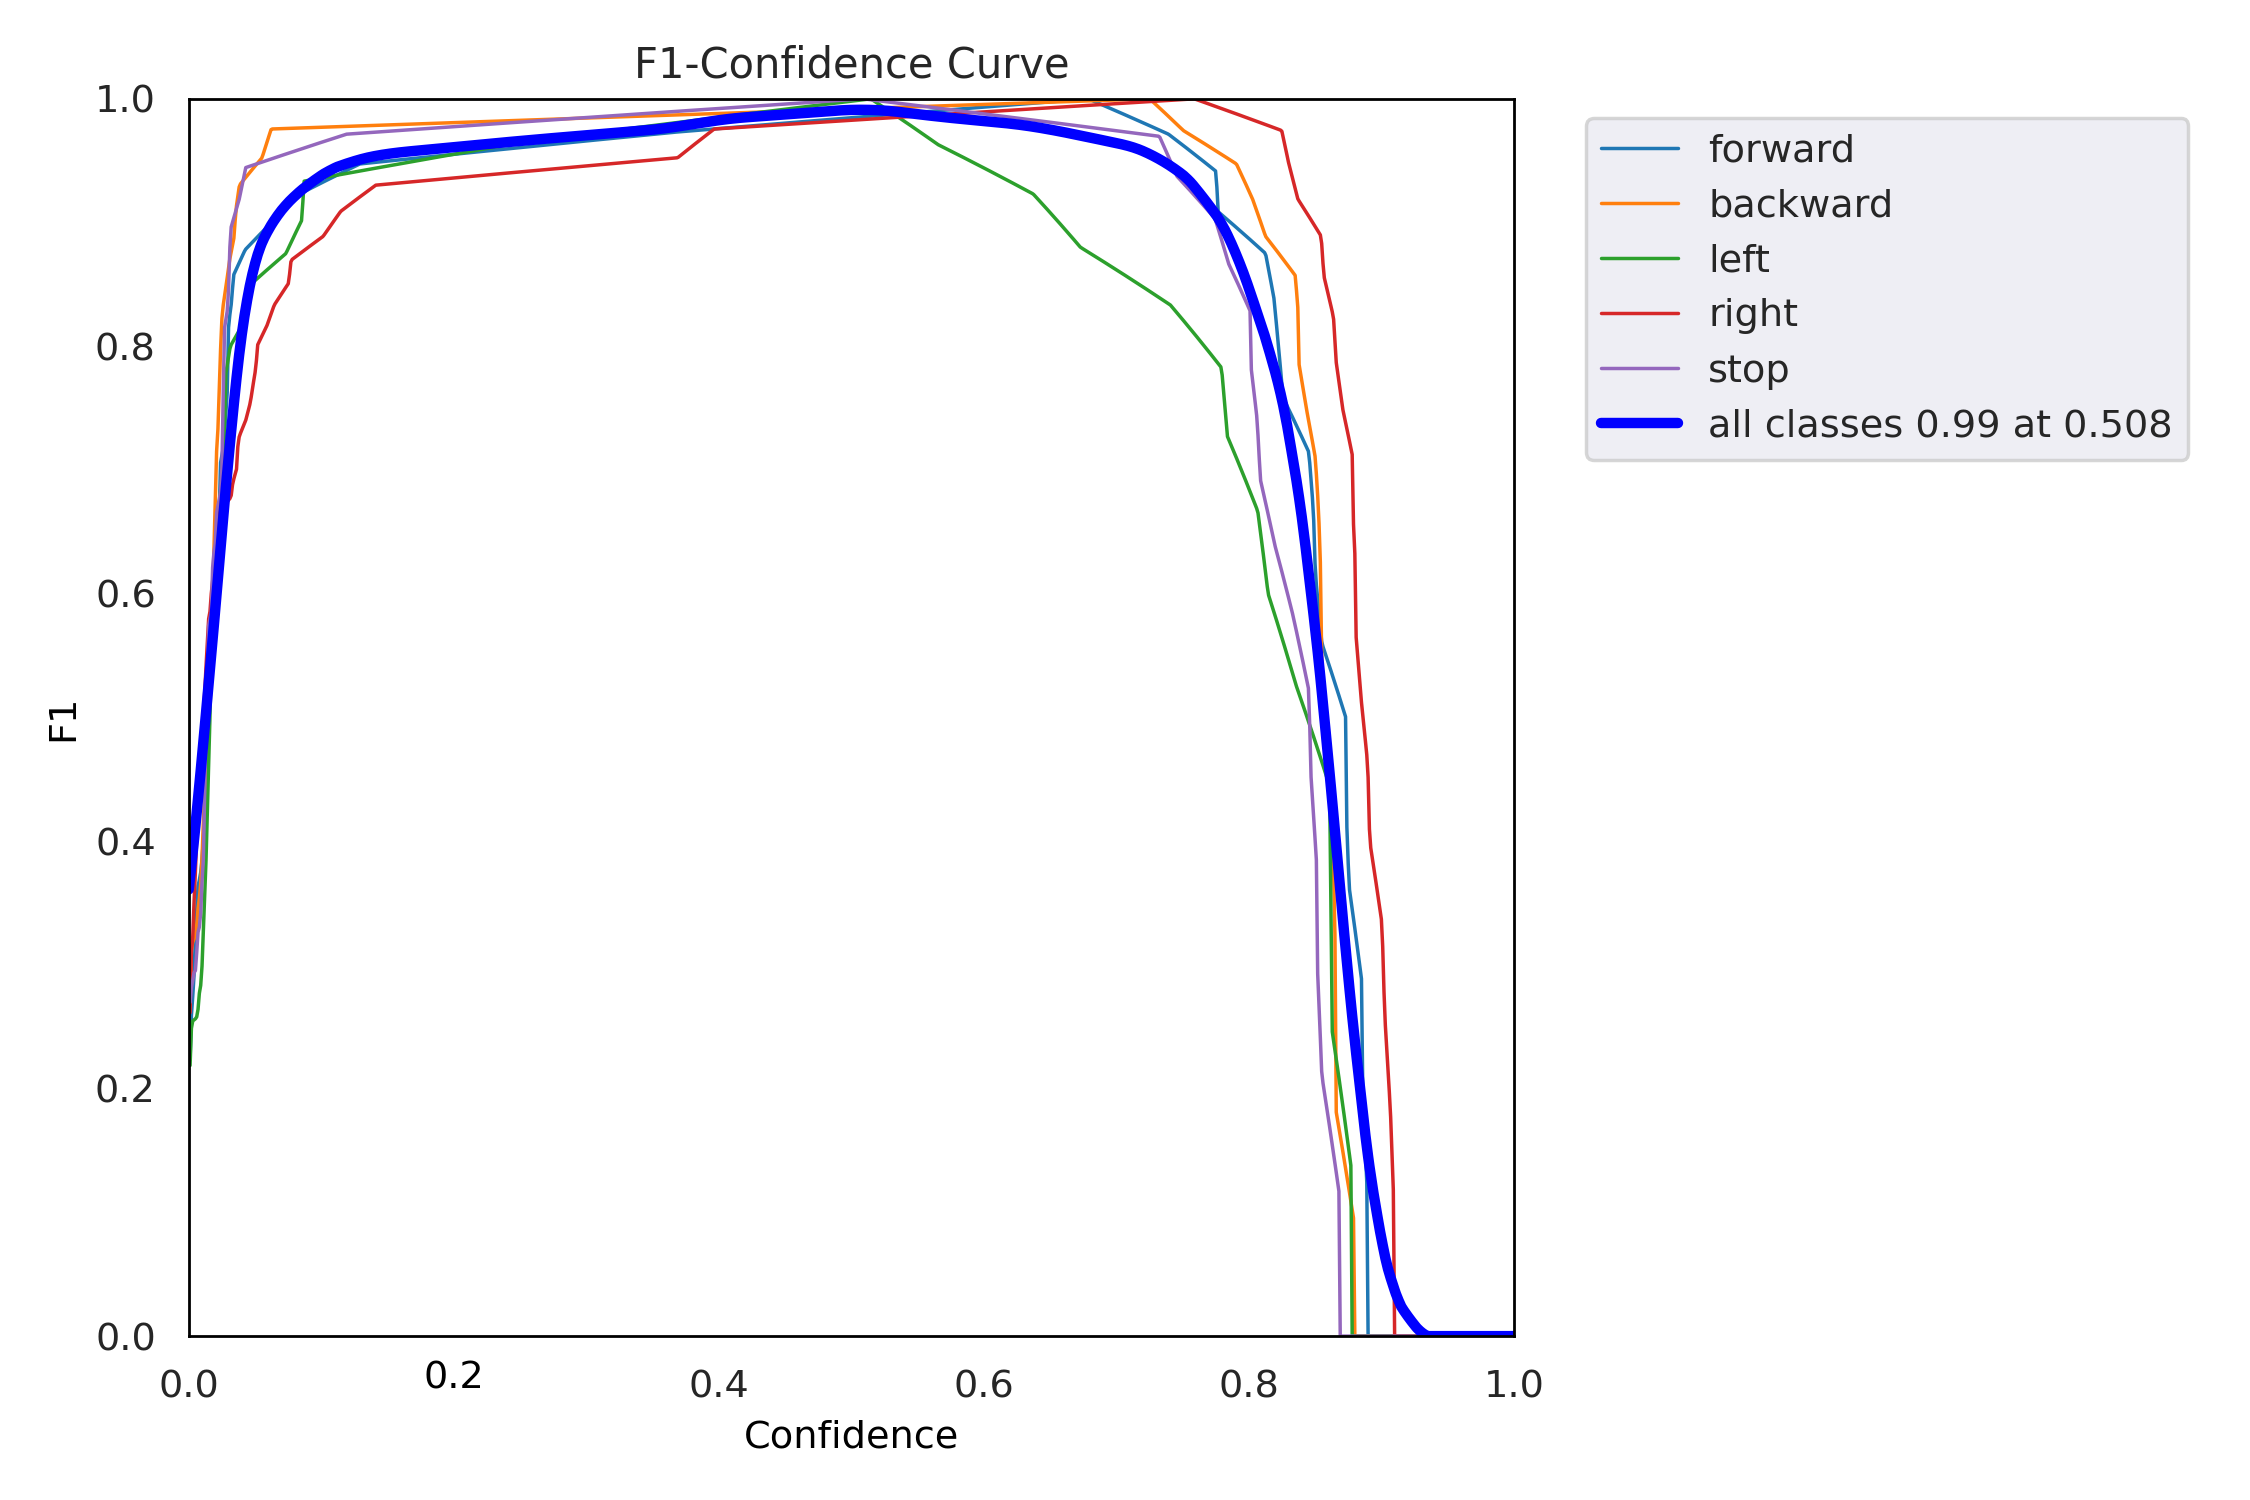 F1-Confidence Curve
1.0
0.8
0.6
0.4
0.2
0.0
F1
0.0 0.2 0.4 0.6 0.8 1.0
Confidence
forward
backward
left
right
stop
all classes 0.99 at 0.508